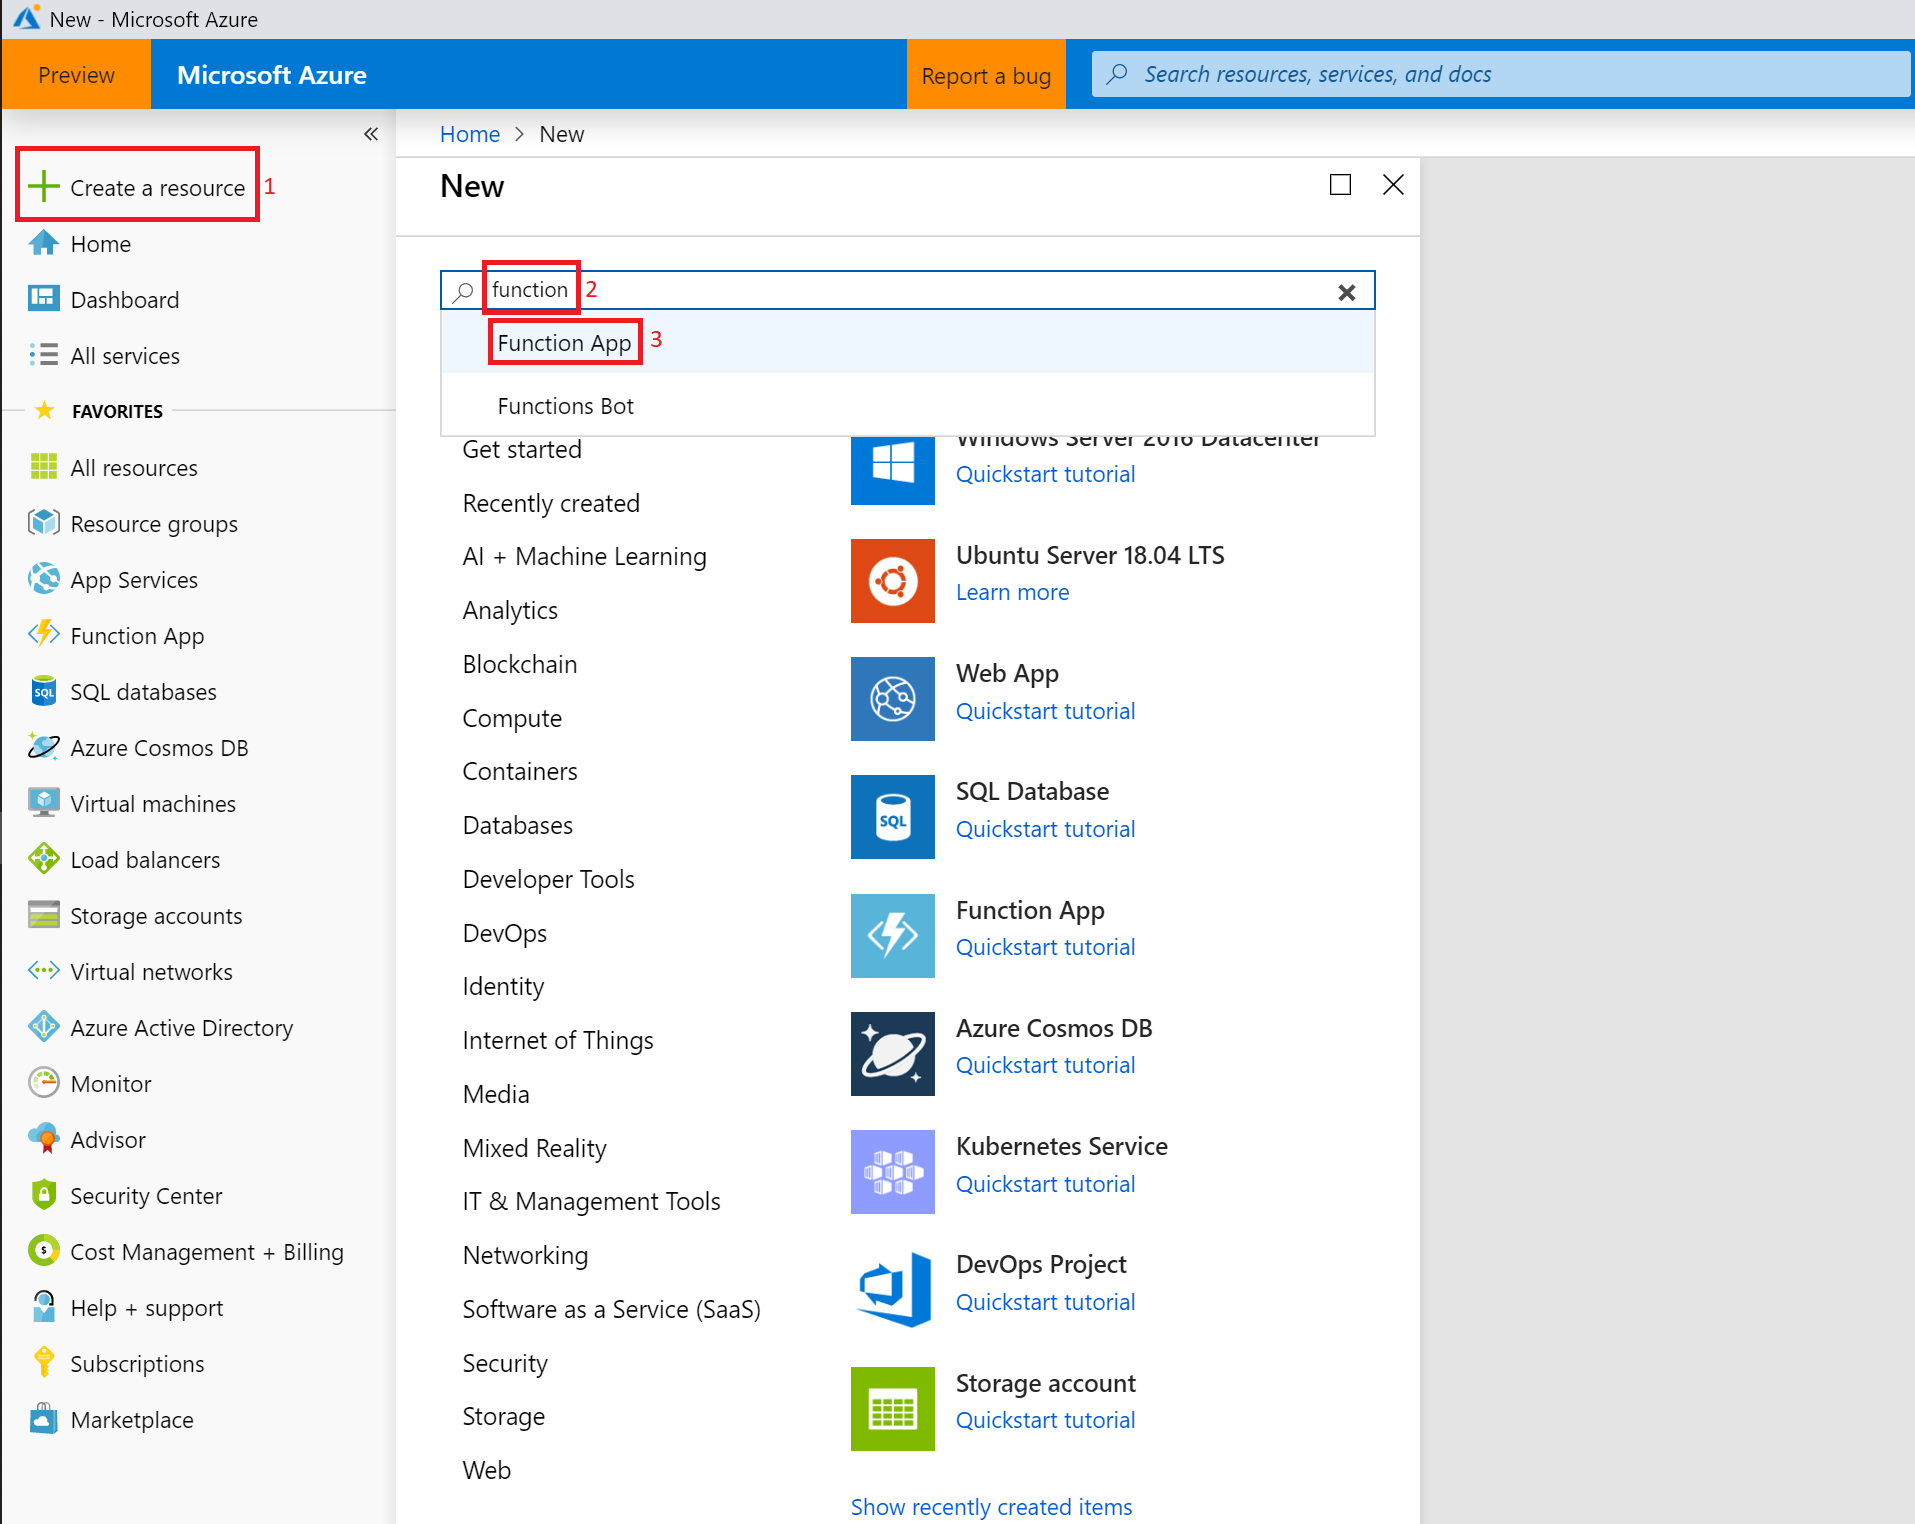 New - Microsoft Azure
Preview
Microsoft Azure
Report a bug
Search resources, services, and docs
«
Create a resource 1
Home
Dashboard
All services
FAVORITES
All resources
Resource groups
App Services
Function App
SQL databases
Azure Cosmos DB
Virtual machines
Load balancers
Storage accounts
Virtual networks
Azure Active Directory
Monitor
Advisor
Security Center
Cost Management + Billing
Help + support
Subscriptions
Marketplace
Home > New
New
function 2
Function App 3
Functions Bot
Get started
Recently created
AI + Machine Learning
Analytics
Blockchain
Compute
Containers
Databases
Developer Tools
DevOps
Identity
Internet of Things
Media
Mixed Reality
IT & Management Tools
Networking
Software as a Service (SaaS)
Security
Storage
Web
Windows Server 2016 Datacenter
Quickstart tutorial
Ubuntu Server 18.04 LTS
Learn more
Web App
Quickstart tutorial
SQL
SQL Database
Quickstart tutorial
Function App
Quickstart tutorial
Azure Cosmos DB
Quickstart tutorial
Kubernetes Service
Quickstart tutorial
DevOps Project
Quickstart tutorial
Storage account
Quickstart tutorial
Show recently created items